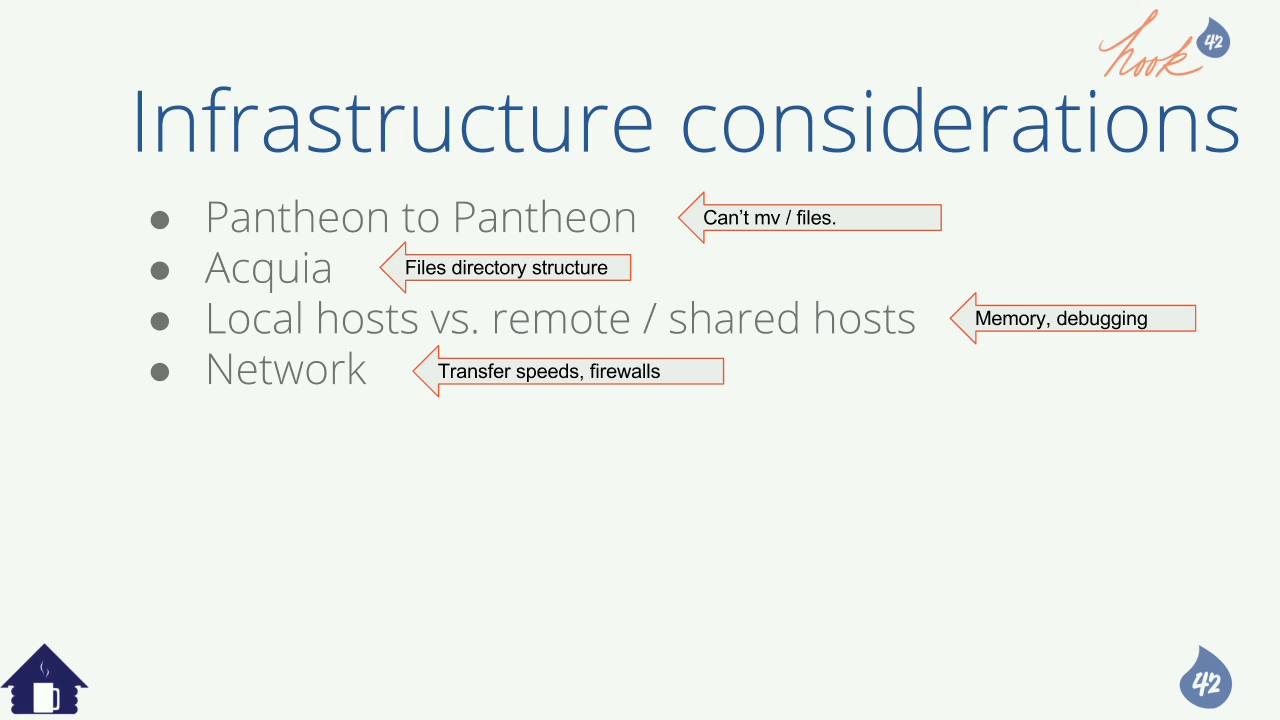 hook 42
Infrastructure considerations
● Pantheon to Pantheon
Can't mv / files.
● Acquia
Files directory structure
● Local hosts vs. remote / shared hosts
Memory, debugging
● Network
Transfer speeds, firewalls
42